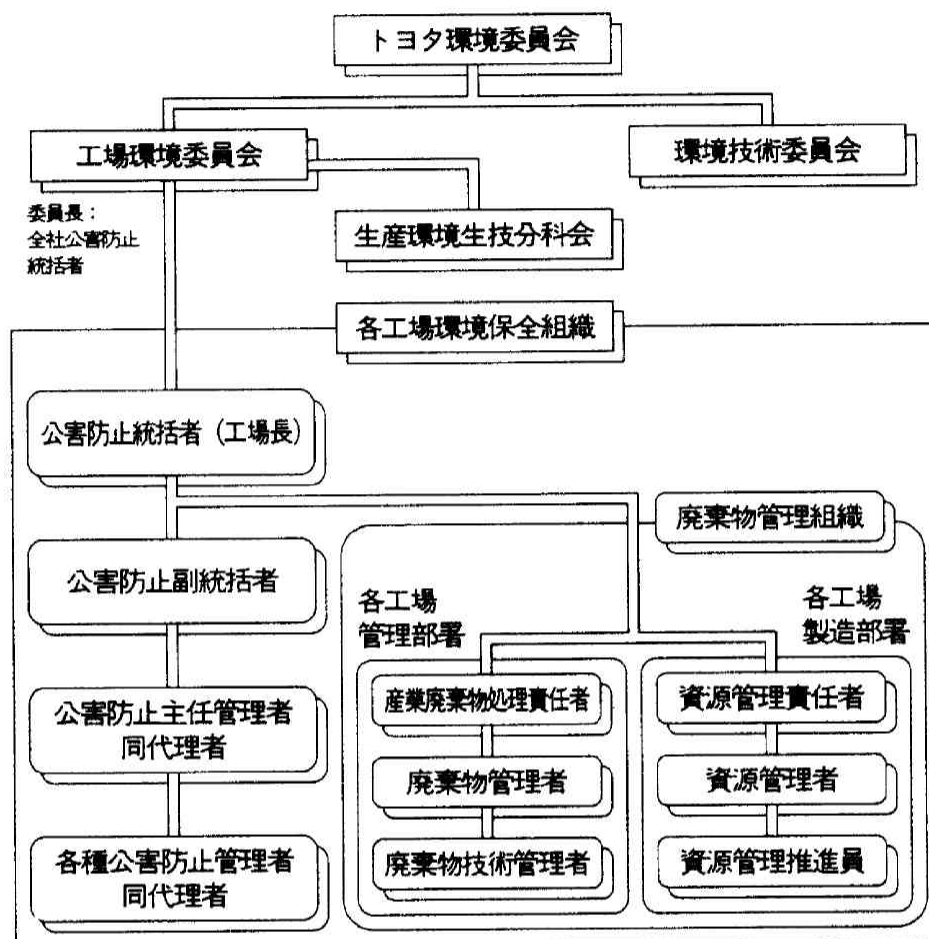 トヨタ環境委員会
工場環境委員会
環境技術委員会
委員長：
全社公害防止
統括者
生産環境生技分科会
各工場環境保全組織
公害防止統括者（工場長）
廃棄物管理組織
公害防止副統括者
各工場
管理部署
各工場
製造部署
公害防止主任管理者
同代理者
産業廃棄物処理責任者
資源管理責任者
廃棄物管理者
資源管理者
各種公害防止管理者
同代理者
廃棄物技術管理者
資源管理推進員